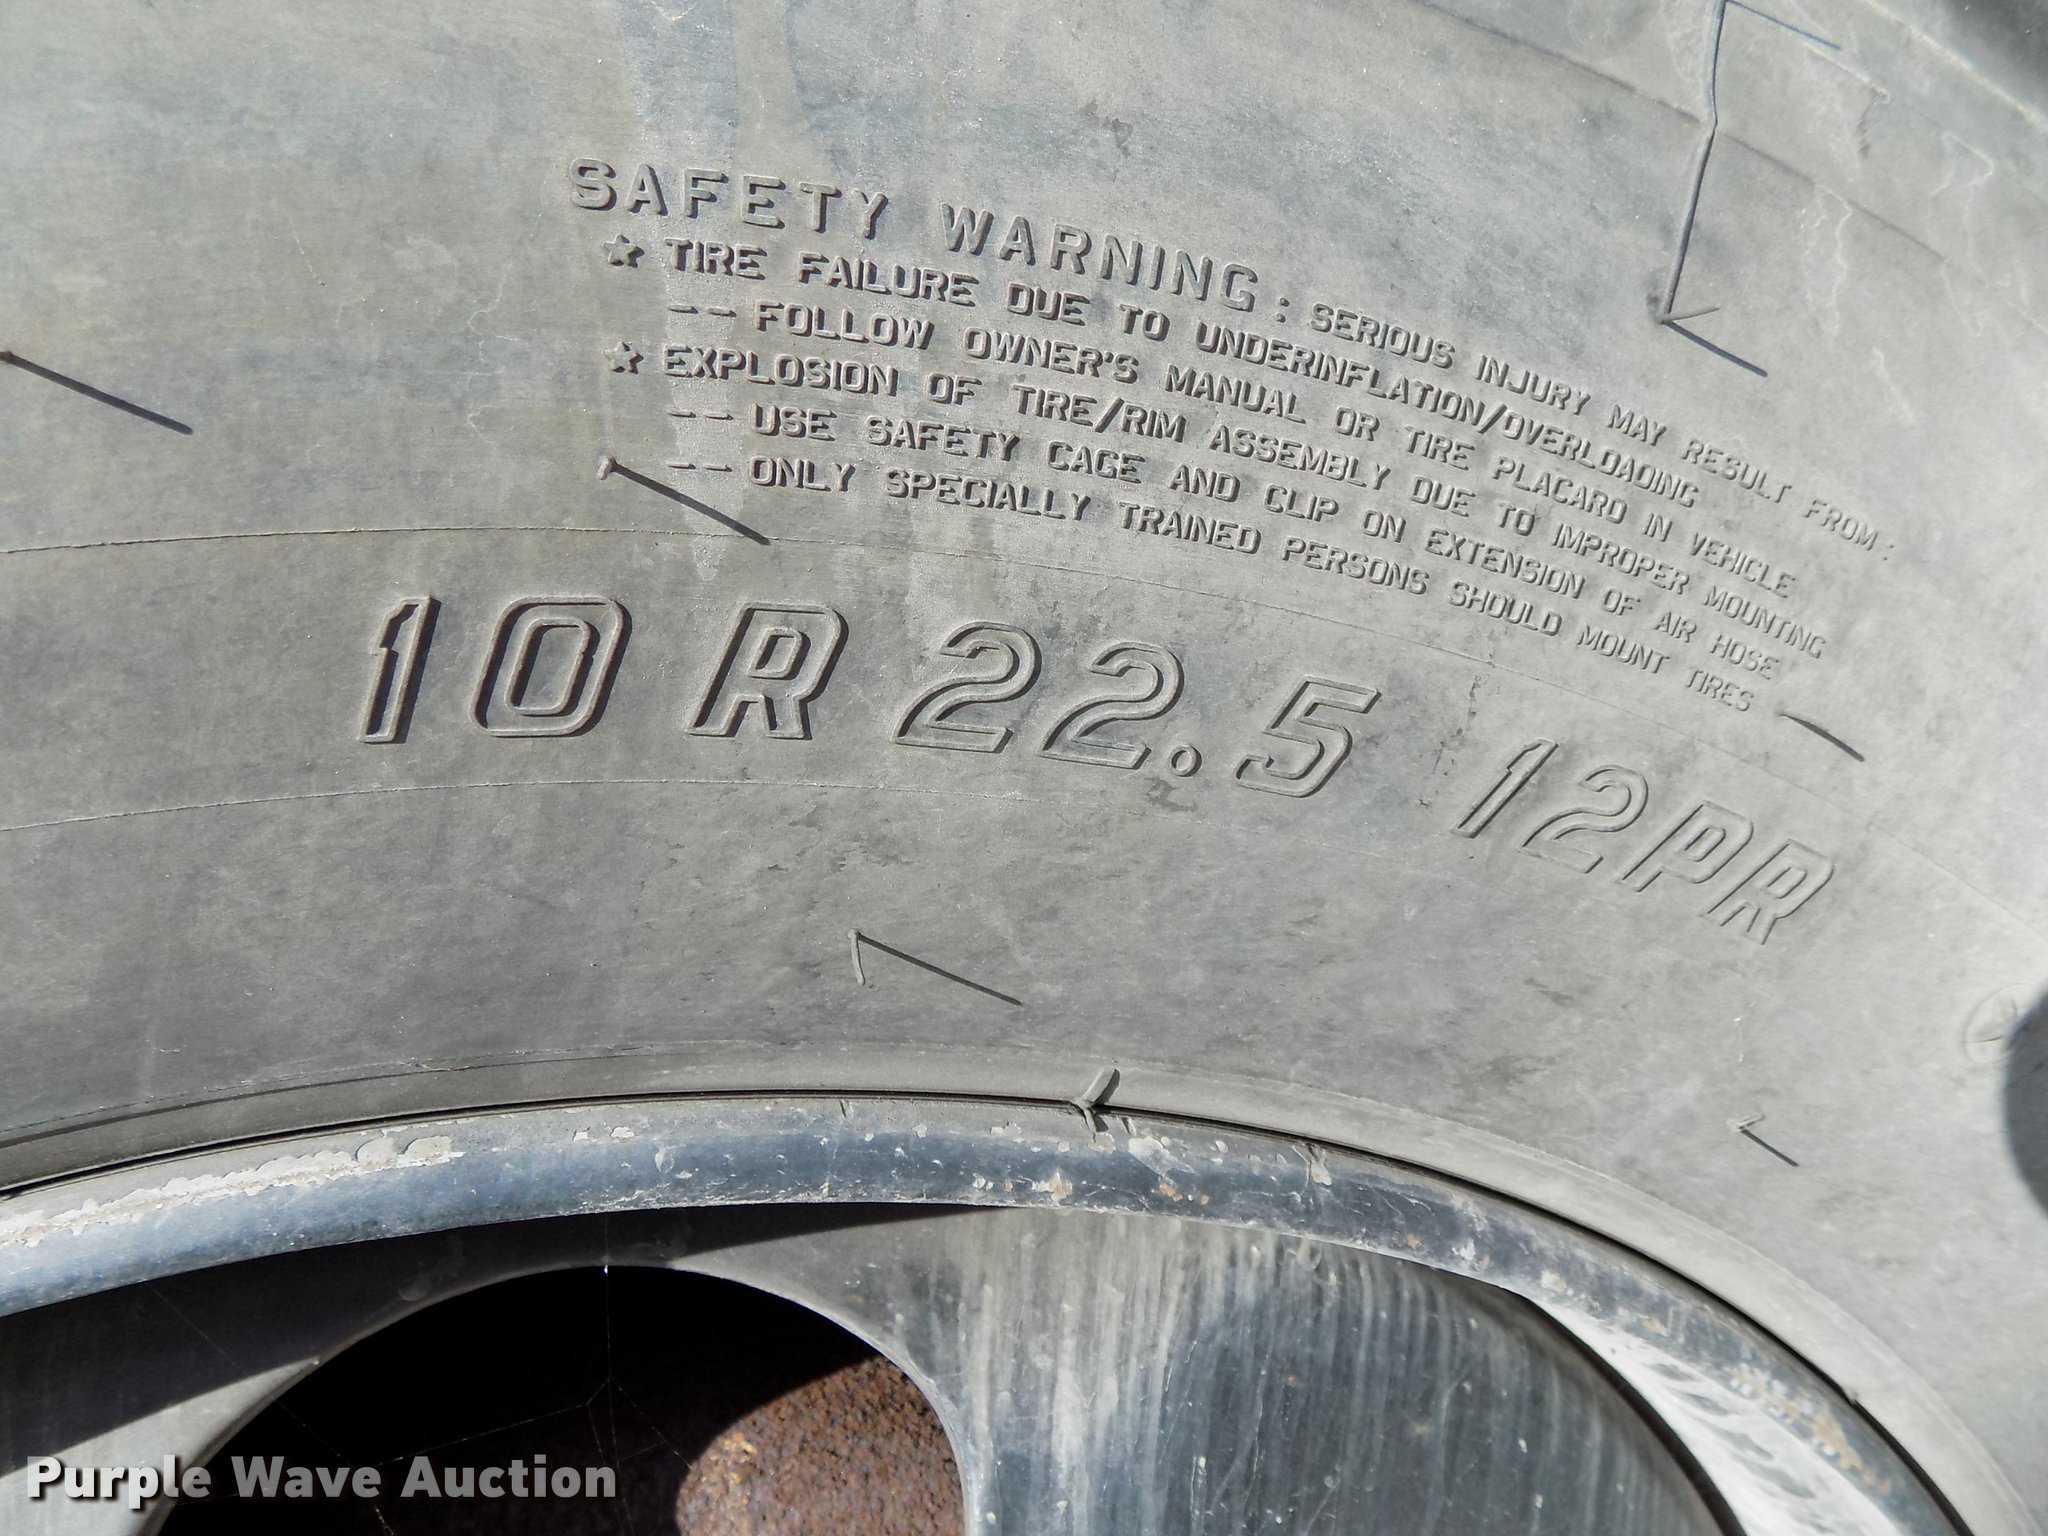 SAFETY WARNING: SERIOUS INJURY MAY RESULT FROM:
★ TIRE FAILURE DUE TO UNDERINFLATION/OVERLOADING
-- FOLLOW OWNER'S MANUAL OR TIRE PLACARD IN VEHICLE
★ EXPLOSION OF TIRE/RIM ASSEMBLY DUE TO IMPROPER MOUNTING
-- USE SAFETY CAGE AND CLIP ON EXTENSION OF AIR HOSE
-- ONLY SPECIALLY TRAINED PERSONS SHOULD MOUNT TIRES
10 R 22.5 12PR
Purple Wave Auction